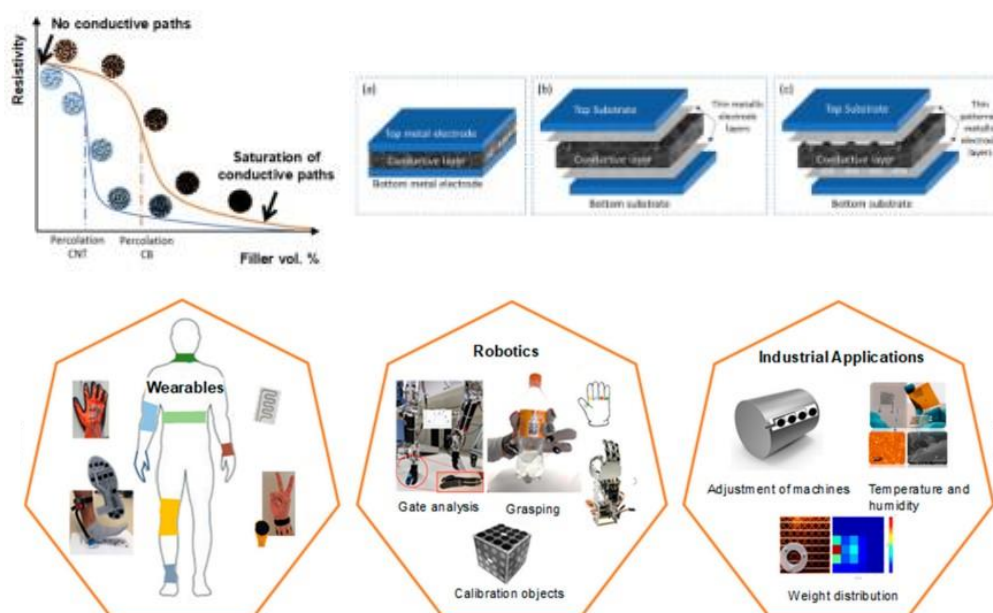 No conductive paths
Resistivity
Saturation of
conductive paths
Percolation
CNT
Percolation
CB
Filler vol. %
(a)
Top metal electrode
Conductive layer
Bottom metal electrode
(b)
Top Substrate
Thin metallic
electrode
layers
Conductive layer
Bottom substrate
(c)
Top Substrate
Thin
patterned
metallic
electrode
layers
Conductive layer
Bottom substrate
Wearables
Robotics
Gate analysis
Grasping
Calibration objects
Industrial Applications
Adjustment of machines
Temperature and
humidity
Weight distribution